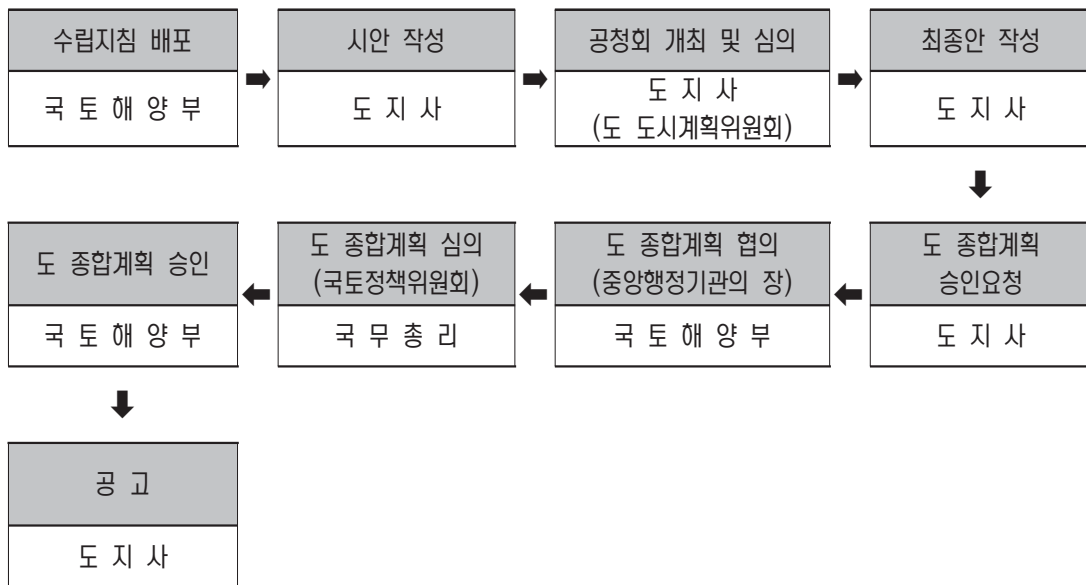 수립지침 배포
국 토 해 양 부
시안 작성
도 지 사
공청회 개최 및 심의
도 지 사
(도 도시계획위원회)
최종안 작성
도 지 사
도 종합계획
승인요청
도 지 사
도 종합계획 협의
(중앙행정기관의 장)
국 토 해 양 부
도 종합계획 심의
(국토정책위원회)
국 무 총 리
도 종합계획 승인
국 토 해 양 부
공 고
도 지 사